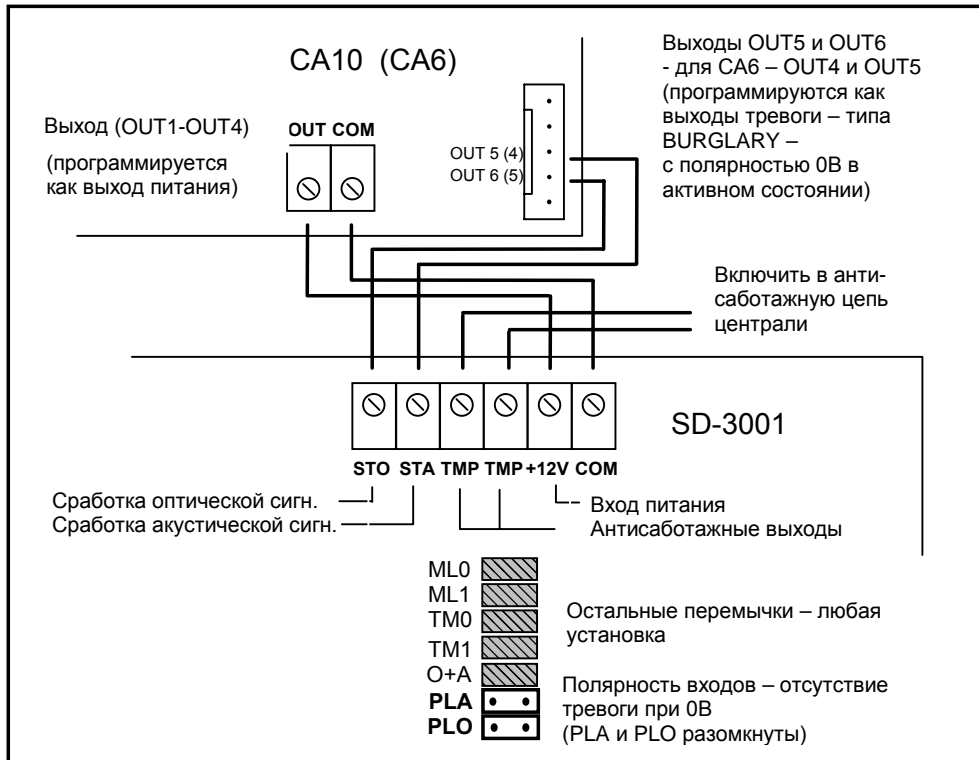 CA10 (CA6)
Выход (OUT1-OUT4)
(программируется
как выход питания)
OUT COM
OUT 5 (4)
OUT 6 (5)
Выходы OUT5 и OUT6
- для CA6 – OUT4 и OUT5
(программируются как
выходы тревоги – типа
BURGLARY –
с полярностью 0В в
активном состоянии)
Включить в анти-
саботажную цепь
централи
SD-3001
STO STA TMP TMP +12V COM
Сработка оптической сигн.
Сработка акустической сигн.
Вход питания
Антисаботажные выходы
ML0
ML1
TM0
TM1
O+A
PLA
PLO
Остальные перемычки – любая
установка
Полярность входов – отсутствие
тревоги при 0В
(PLA и PLO разомкнуты)